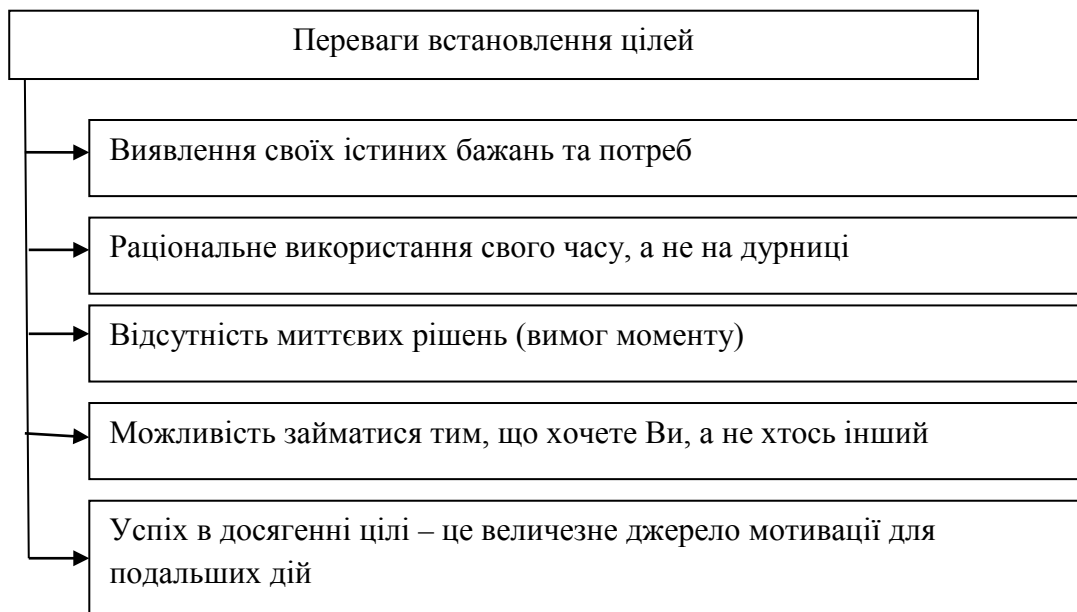 Переваги встановлення цілей
Виявлення своїх істиних бажань та потреб
Раціональне використання свого часу, а не на дурниці
Відсутність миттєвих рішень (вимог моменту)
Можливість займатися тим, що хочете Ви, а не хтось інший
Успіх в досягенні цілі – це величезне джерело мотивації для
подальших дій